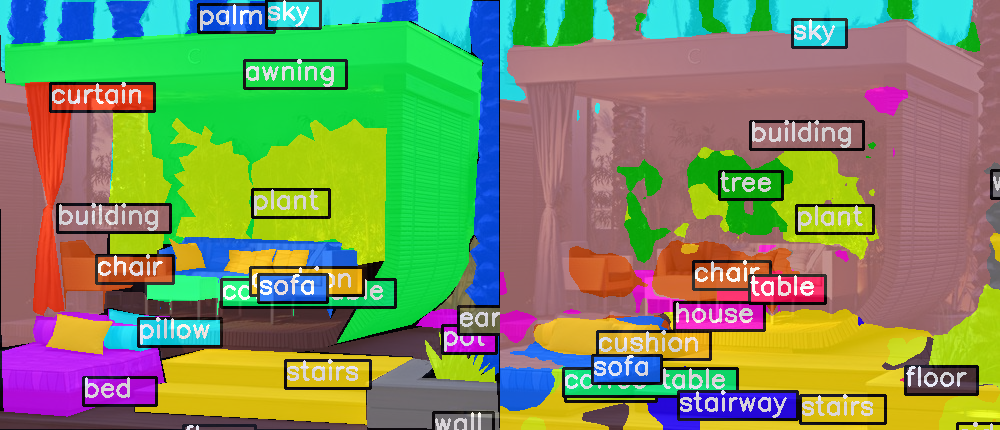 palm
sky
awning
curtain
plant
building
chair
sofa
pillow
stairs
bed
pot
wall
sky
building
tree
plant
chair
table
house
cushion
sofa
table
floor
stairway
stairs